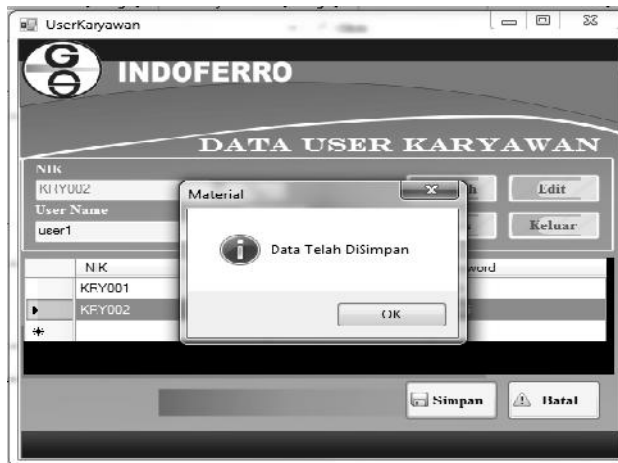 UserKaryawan
INDOFERRO
DATA USER KARYAWAN
NIK
KRY002
User Name
user1
Edit
Keluar
Material
Data Telah DiSimpan
OK
NIK
KRY001
KRY002
Simpan
Batal